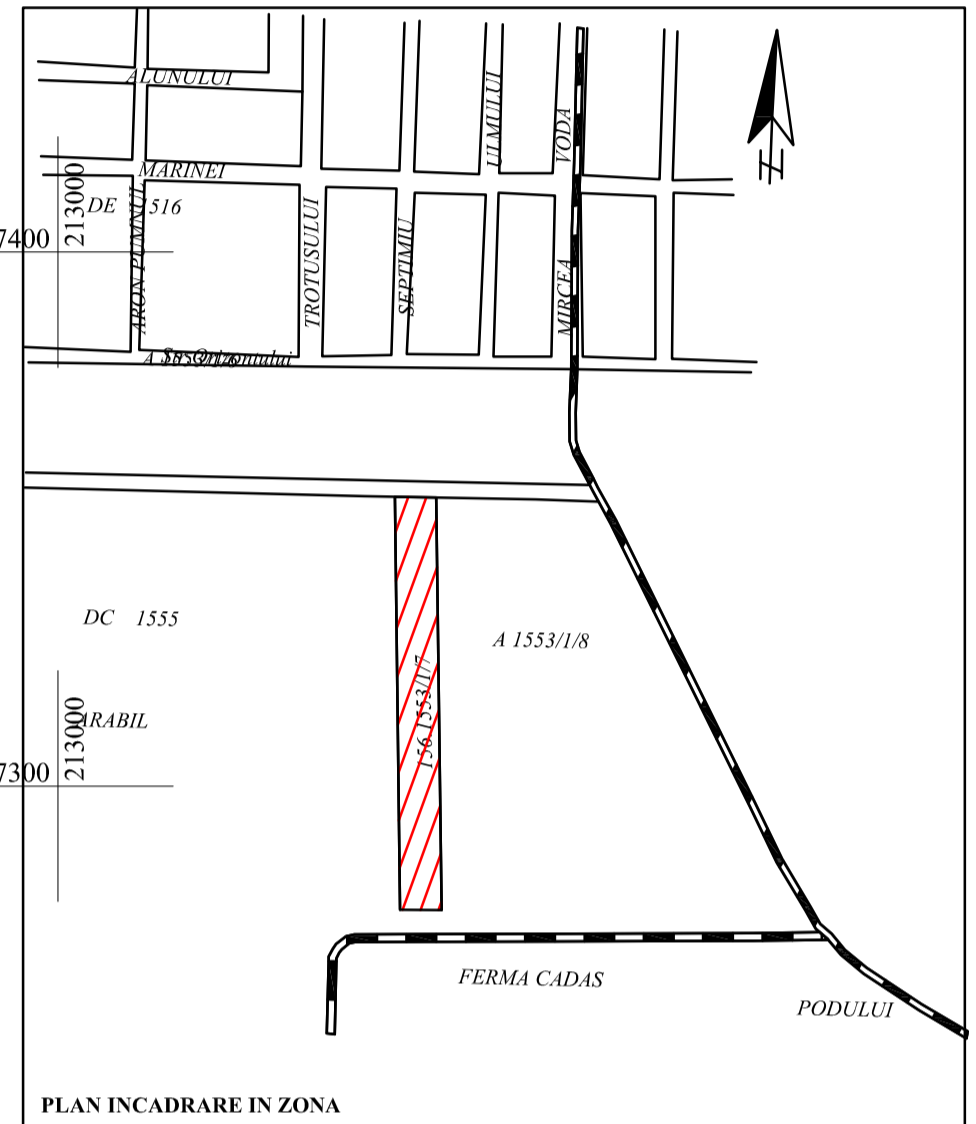 ALUNULUI
ULMULUI
VODA
MARINEI
213000
DE 1516
7400
ARON PUMNUL
TROTUSULUI
SEPTIMIU
MIRCEA
DC 1555
A 1553/1/8
156 1553/1/7
213000
ARABIL
7300
FERMA CADAS
PODULUI
PLAN INCADRARE IN ZONA